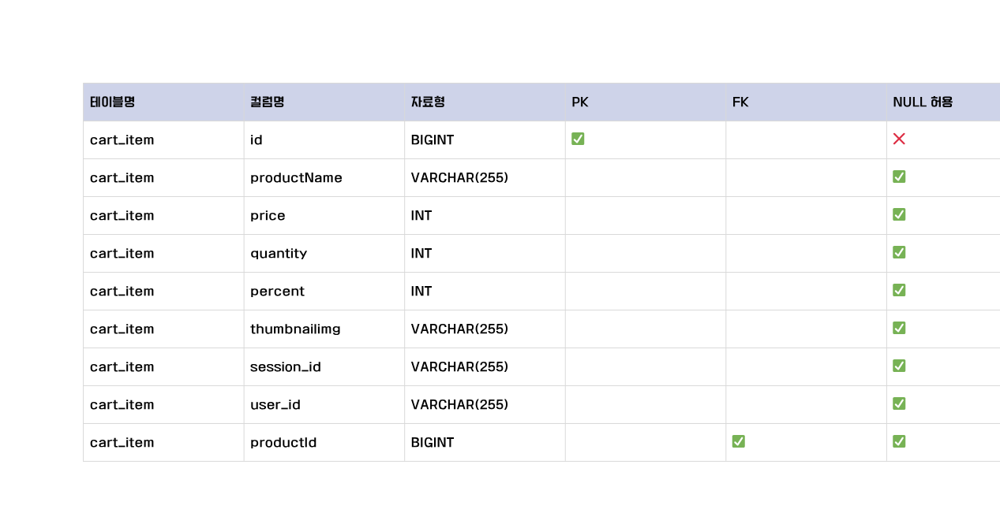 테이블명 컬럼명 자료형 PK FK NULL 허용
cart_item id BIGINT ✅ ❌
cart_item productName VARCHAR(255) ✅
cart_item price INT ✅
cart_item quantity INT ✅
cart_item percent INT ✅
cart_item thumbnailimg VARCHAR(255) ✅
cart_item session_id VARCHAR(255) ✅
cart_item user_id VARCHAR(255) ✅
cart_item productId BIGINT ✅ ✅